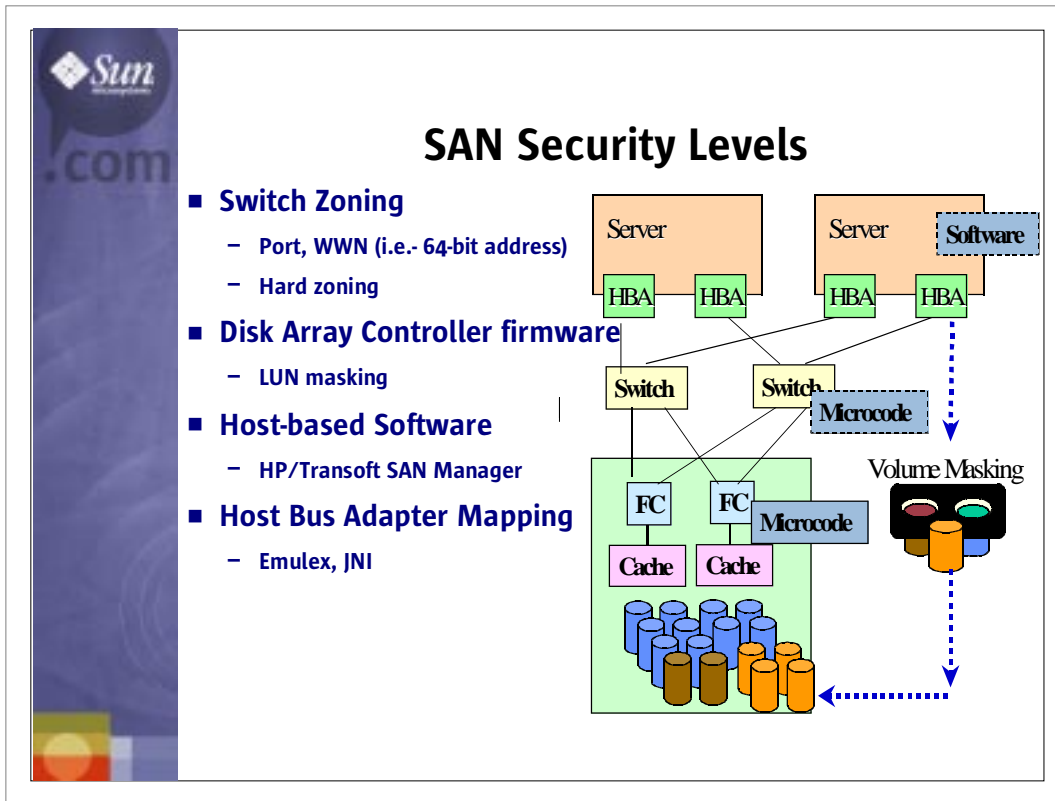 Sun
microsystems
.com
SAN Security Levels
■ Switch Zoning
– Port, WWN (i.e.- 64-bit address)
– Hard zoning
■ Disk Array Controller firmware
– LUN masking
■ Host-based Software
– HP/Transoft SAN Manager
■ Host Bus Adapter Mapping
– Emulex, JNI
Server
Server
Software
HBA
HBA
HBA
HBA
Switch
Switch
Microcode
Volume Masking
FC
FC
Microcode
Cache
Cache